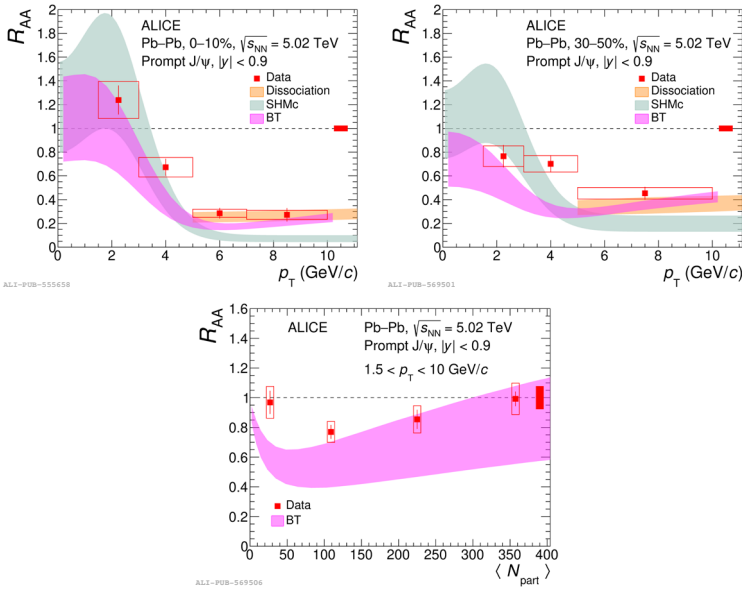 R_AA
2
1.8
1.6
1.4
1.2
1
0.8
0.6
0.4
0.2
0
ALICE
Pb–Pb, 0–10%, √s_NN = 5.02 TeV
Prompt J/ψ, |y| < 0.9
Data
Dissociation
SHMc
BT
0 2 4 6 8 10
p_T (GeV/c)
ALI-PUB-555658
R_AA
2
1.8
1.6
1.4
1.2
1
0.8
0.6
0.4
0.2
0
ALICE
Pb–Pb, 30–50%, √s_NN = 5.02 TeV
Prompt J/ψ, |y| < 0.9
Data
Dissociation
SHMc
BT
0 2 4 6 8 10
p_T (GeV/c)
ALI-PUB-569501
R_AA
1.6
1.4
1.2
1
0.8
0.6
0.4
0.2
0
ALICE
Pb–Pb, √s_NN = 5.02 TeV
Prompt J/ψ, |y| < 0.9
1.5 < p_T < 10 GeV/c
Data
BT
0 50 100 150 200 250 300 350 400
⟨ N_part ⟩
ALI-PUB-569506